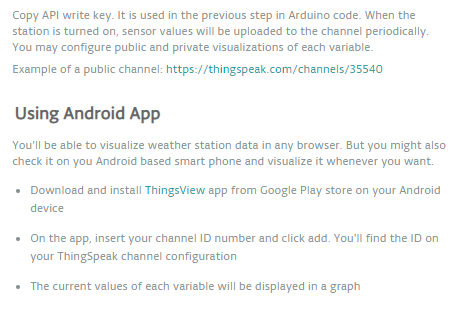 Copy API write key. It is used in the previous step in Arduino code. When the
station is turned on, sensor values will be uploaded to the channel periodically.
You may configure public and private visualizations of each variable.
Example of a public channel: https://thingspeak.com/channels/35540
Using Android App
You'll be able to visualize weather station data in any browser. But you might also
check it on you Android based smart phone and visualize it whenever you want.
• Download and install ThingsView app from Google Play store on your Android
device
• On the app, insert your channel ID number and click add. You'll find the ID on
your ThingSpeak channel configuration
• The current values of each variable will be displayed in a graph